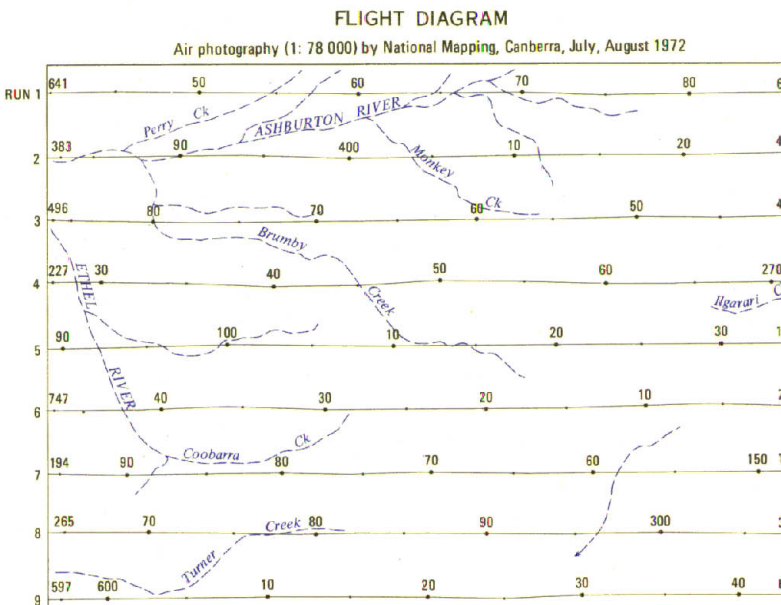 FLIGHT DIAGRAM
Air photography (1: 78 000) by National Mapping, Canberra, July, August 1972
RUN 1 641 50 60 70 80
Perry Ck
ASHBURTON RIVER
2 383 90 400 10 20
Monkey Ck
3 496 80 70 60 50
Brumby Creek
4 227 30 40 50 60 270
ETHEL RIVER
Ilgarari
5 90 100 10 20 30
6 747 40 30 20 10
Coobarra Ck
7 194 90 80 70 60 150
8 265 70 80 90 300
Turner Creek
9 597 600 10 20 30 40